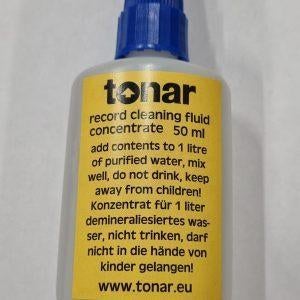 tonar
record cleaning fluid
concentrate 50 ml
add contents to 1 litre
of purified water, mix
well, do not drink, keep
away from children!
Konzentrat für 1 liter
demineraliesiertes was-
ser, nicht trinken, darf
nicht in die hände von
kinder gelangen!
www.tonar.eu